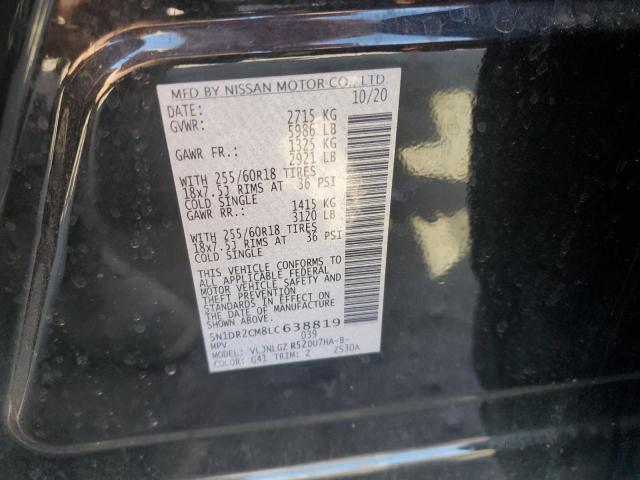 MFD BY NISSAN MOTOR CO., LTD.
DATE: 10/20
GVWR: 2715 KG
5986 LB
GAWR FR.: 1325 KG
2921 LB
WITH 255/60R18 TIRES
18x7.5J RIMS AT 36 PSI
COLD SINGLE
GAWR RR.: 1415 KG
3120 LB
WITH 255/60R18 TIRES
18x7.5J RIMS AT 36 PSI
COLD SINGLE
THIS VEHICLE CONFORMS TO
ALL APPLICABLE FEDERAL
MOTOR VEHICLE SAFETY AND
THEFT PREVENTION
STANDARDS IN EFFECT ON
THE DATE OF MANUFACTURE
5N1DR2CM8LC638819
MPV 039
MODEL: VLJNLGZ R52DU7HA-B-
COLOR: G41 TRIM: Z ZS30A